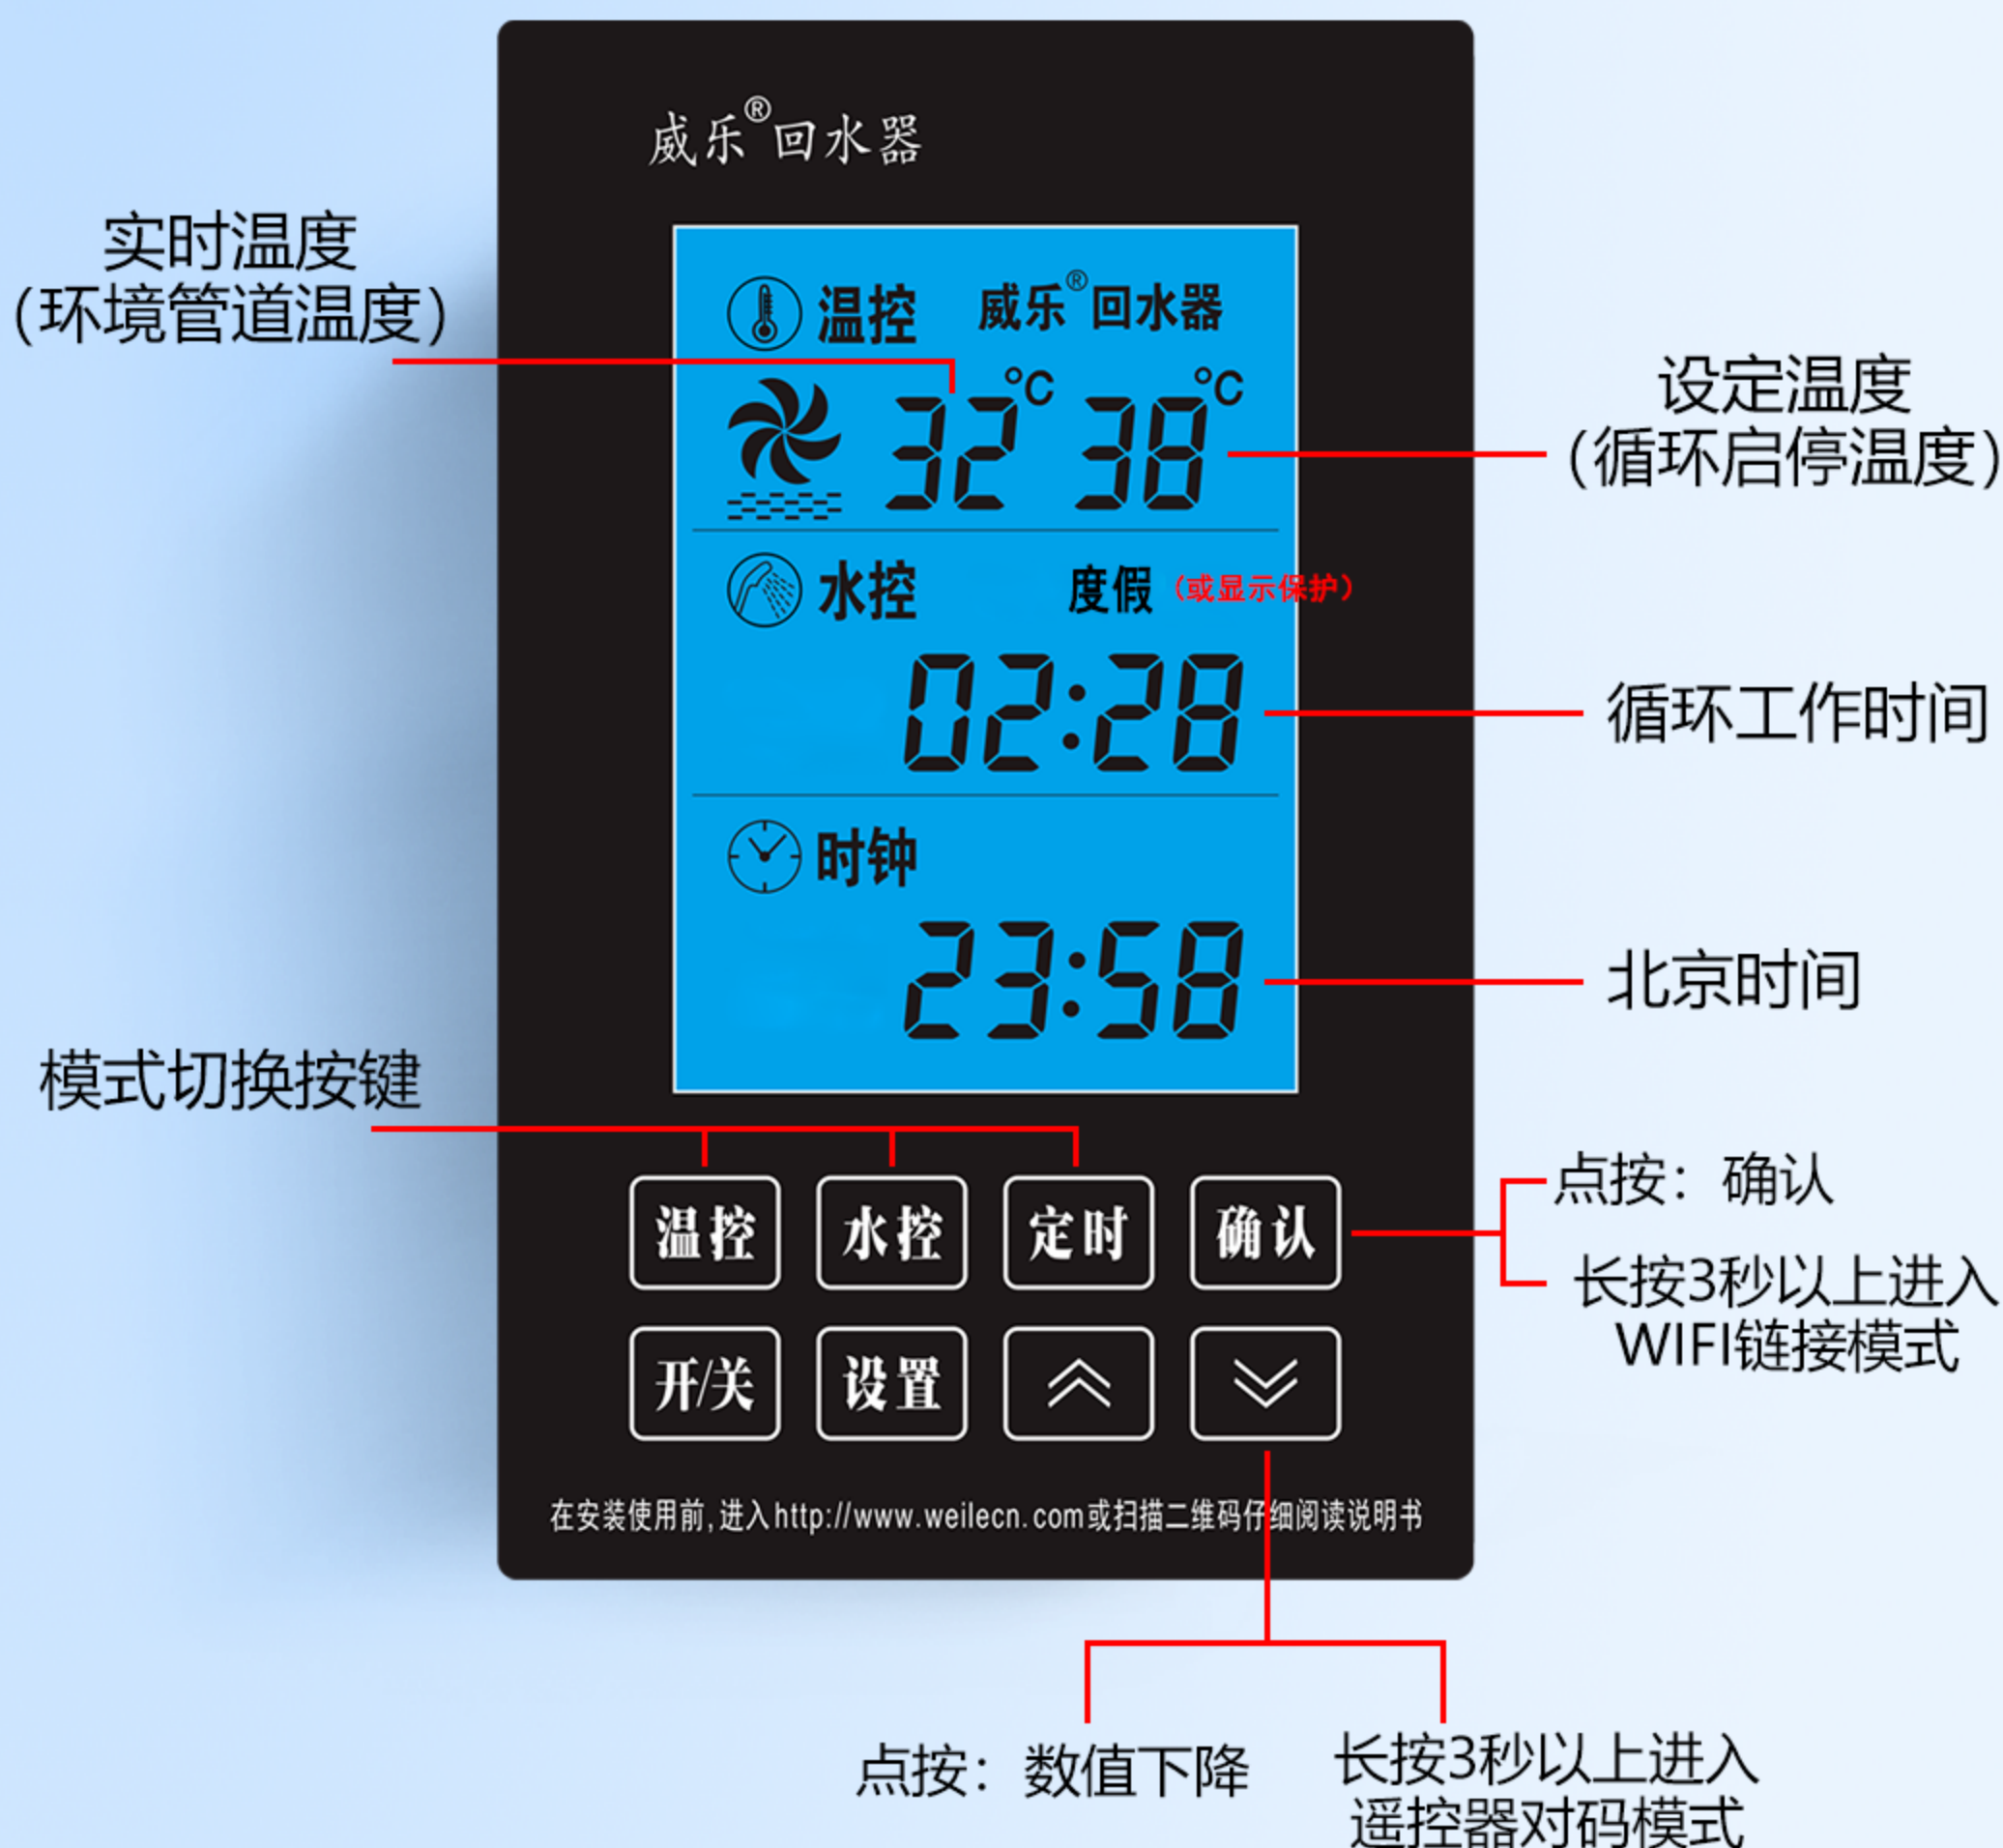 威乐®回水器
实时温度
（环境管道温度）
温控 威乐®回水器
32℃ 38℃
设定温度
（循环启停温度）
水控 度假（或显示保护）
02:28
循环工作时间
时钟
23:58
北京时间
模式切换按键
温控 水控 定时 确认
点按：确认
长按3秒以上进入
WIFI链接模式
开/关 设置
在安装使用前,进入http://www.weilecn.com或扫描二维码仔细阅读说明书
点按：数值下降
长按3秒以上进入
遥控器对码模式